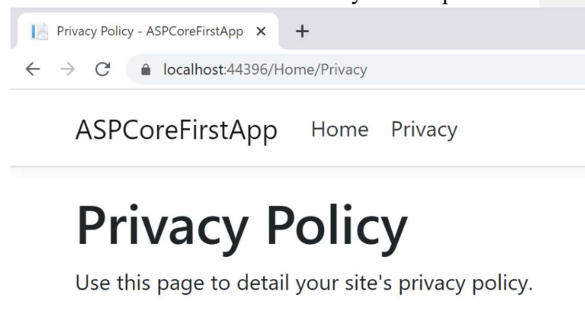 Privacy Policy - ASPCoreFirstApp
localhost:44396/Home/Privacy
ASPCoreFirstApp Home Privacy
Privacy Policy
Use this page to detail your site's privacy policy.